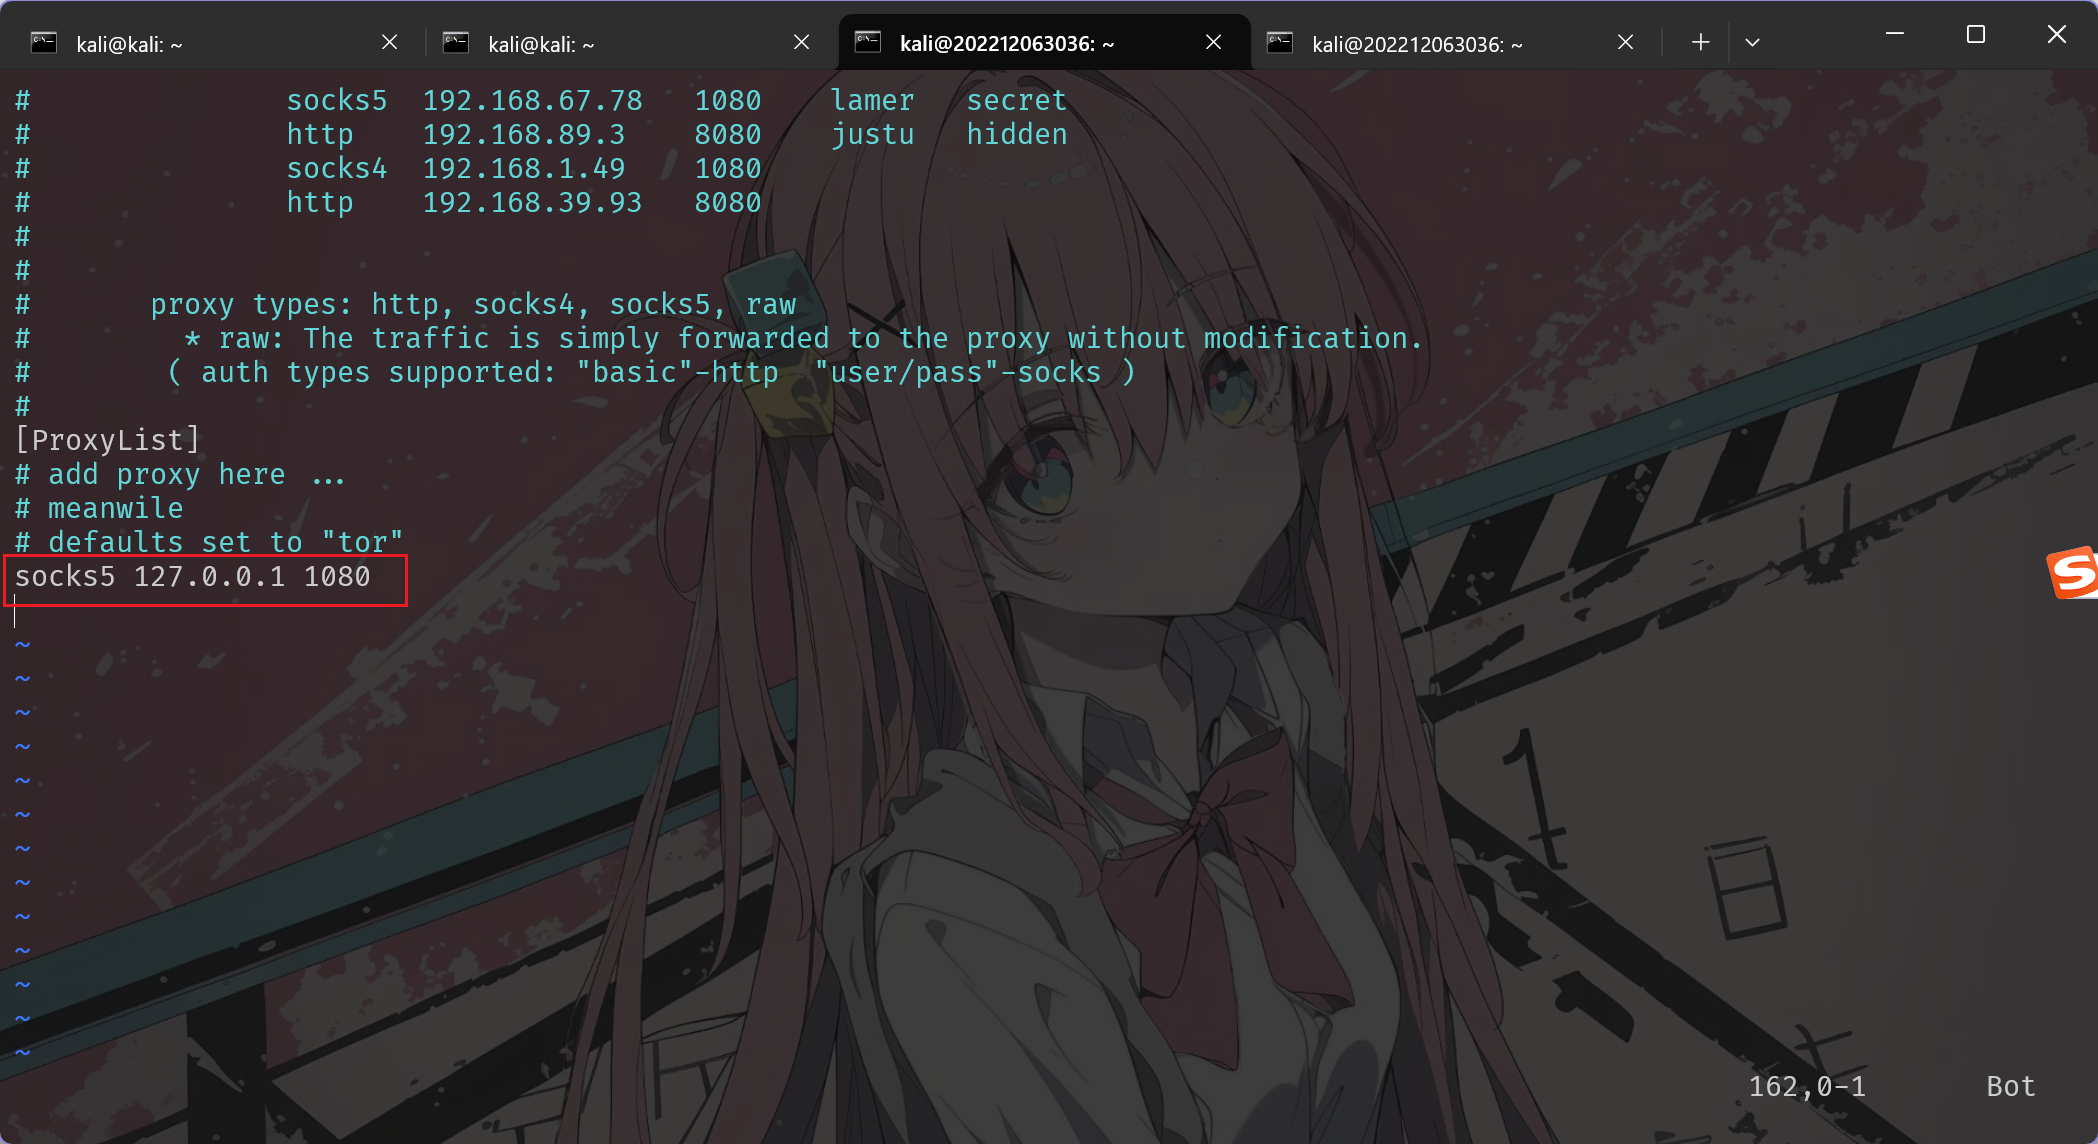 kali@kali: ~
kali@kali: ~
kali@202212063036: ~
kali@202212063036: ~
# socks5 192.168.67.78 1080 lamer secret
# http 192.168.89.3 8080 justu hidden
# socks4 192.168.1.49 1080
# http 192.168.39.93 8080
#
#
# proxy types: http, socks4, socks5, raw
# * raw: The traffic is simply forwarded to the proxy without modification.
# ( auth types supported: "basic"-http "user/pass"-socks )
#
[ProxyList]
# add proxy here ...
# meanwile
# defaults set to "tor"
socks5 127.0.0.1 1080
~
~
~
~
~
~
~
~
~
~
~
~
~
162,0-1 Bot